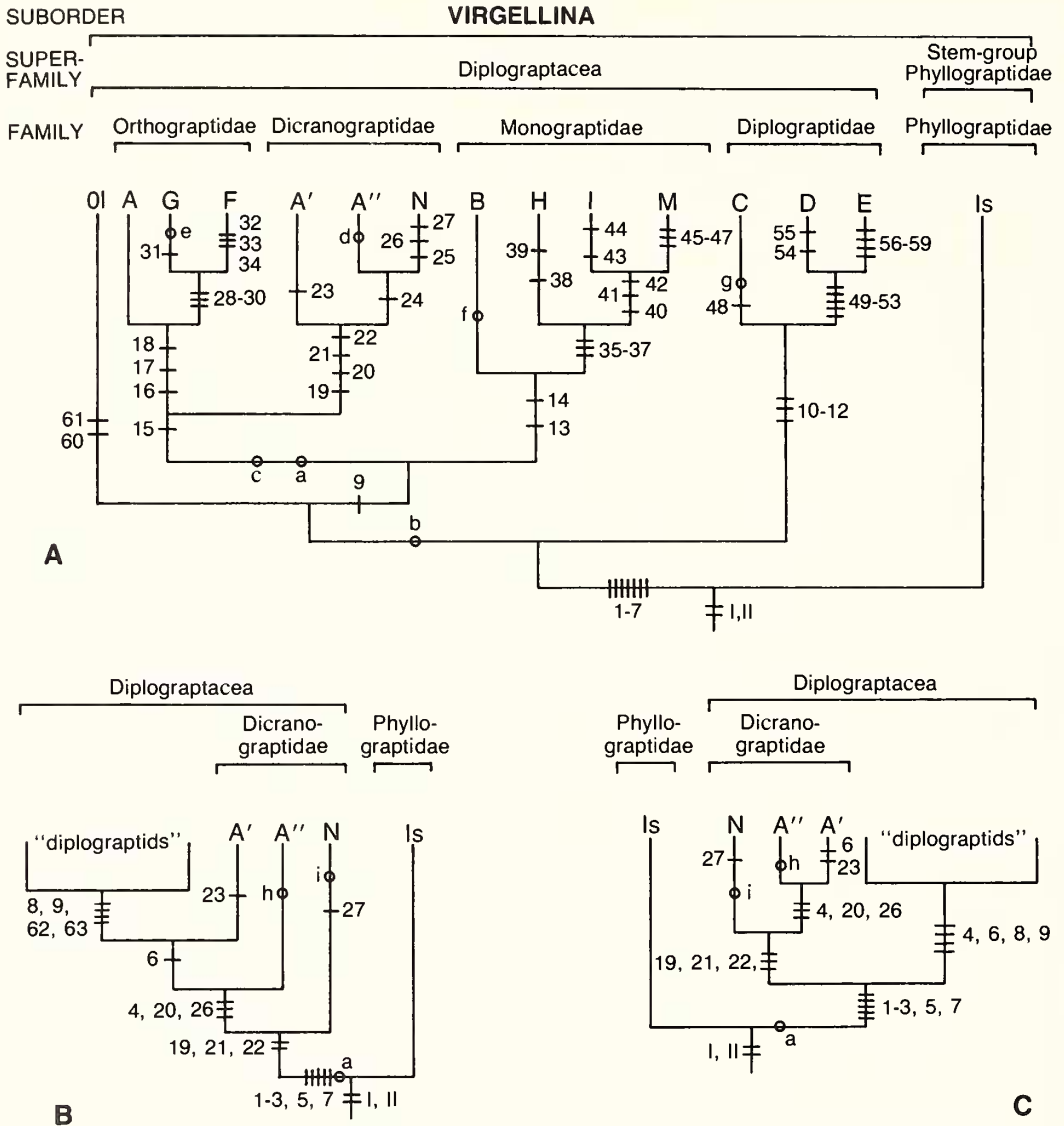 SUBORDER VIRGELLINA
SUPER-FAMILY Diplograptacea Stem-group Phyllograptidae
FAMILY Orthograptidae Dicranograptidae Monograptidae Diplograptidae Phyllograptidae
Ol A G F A′ A″ N B H I M C D E Is
e 32 d 27 44 45-47 55 56-59
31 33 26 39 43 54
34 25
28-30 23 24 38 42 g 49-53
41 48
f 40
18 22 35-37
17 21
20
16 19 14 10-12
61 15 13
60
c a
9
b
A
1-7 I,II
Diplograptacea
Dicrano-graptidae Phyllo-graptidae
"diplograptids" A′ A″ N Is
i
8, 9, 23 h 27
62, 63
6
4, 20, 26
19, 21, 22
a
1-3, 5, 7 I, II
B
Diplograptacea
Phyllo-graptidae Dicrano-graptidae
Is N A″ A′ "diplograptids"
27 h 6
23
i 4, 20, 26 4, 6, 8, 9
19, 21, 22,
1-3, 5, 7
a
I, II
C